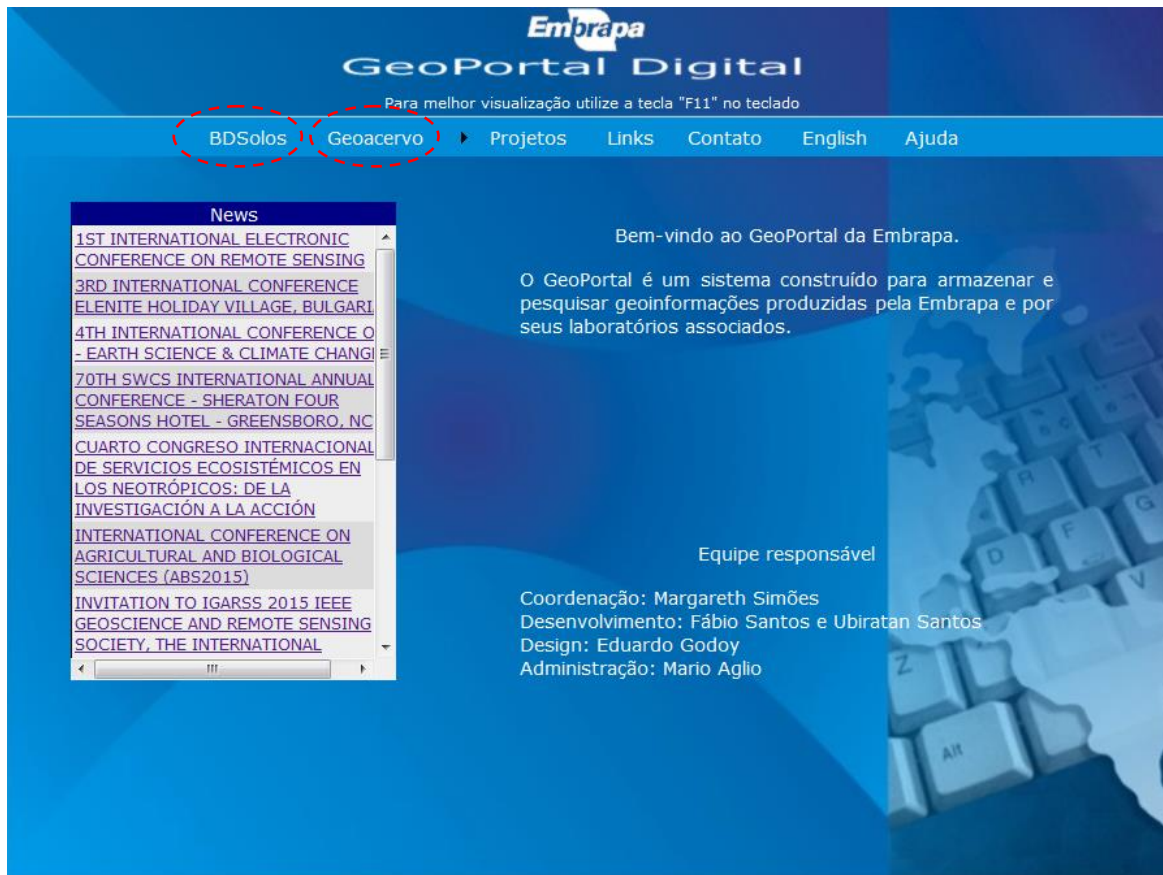 Embrapa
GeoPortal Digital
Para melhor visualização utilize a tecla "F11" no teclado
BDSolos Geoacervo Projetos Links Contato English Ajuda
News
1ST INTERNATIONAL ELECTRONIC
CONFERENCE ON REMOTE SENSING
3RD INTERNATIONAL CONFERENCE
ELENITE HOLIDAY VILLAGE, BULGARI
4TH INTERNATIONAL CONFERENCE O
- EARTH SCIENCE & CLIMATE CHANG
70TH SWCS INTERNATIONAL ANNUAL
CONFERENCE - SHERATON FOUR
SEASONS HOTEL - GREENSBORO, NC
CUARTO CONGRESO INTERNACIONAL
DE SERVICIOS ECOSISTÉMICOS EN
LOS NEOTRÓPICOS: DE LA
INVESTIGACIÓN A LA ACCIÓN
INTERNATIONAL CONFERENCE ON
AGRICULTURAL AND BIOLOGICAL
SCIENCES (ABS2015)
INVITATION TO IGARSS 2015 IEEE
GEOSCIENCE AND REMOTE SENSING
SOCIETY, THE INTERNATIONAL
Bem-vindo ao GeoPortal da Embrapa.
O GeoPortal é um sistema construído para armazenar e
pesquisar geoinformações produzidas pela Embrapa e por
seus laboratórios associados.
Equipe responsável
Coordenação: Margareth Simões
Desenvolvimento: Fábio Santos e Ubiratan Santos
Design: Eduardo Godoy
Administração: Mario Aglio
R
T
D
F
G
V
Z
Alt